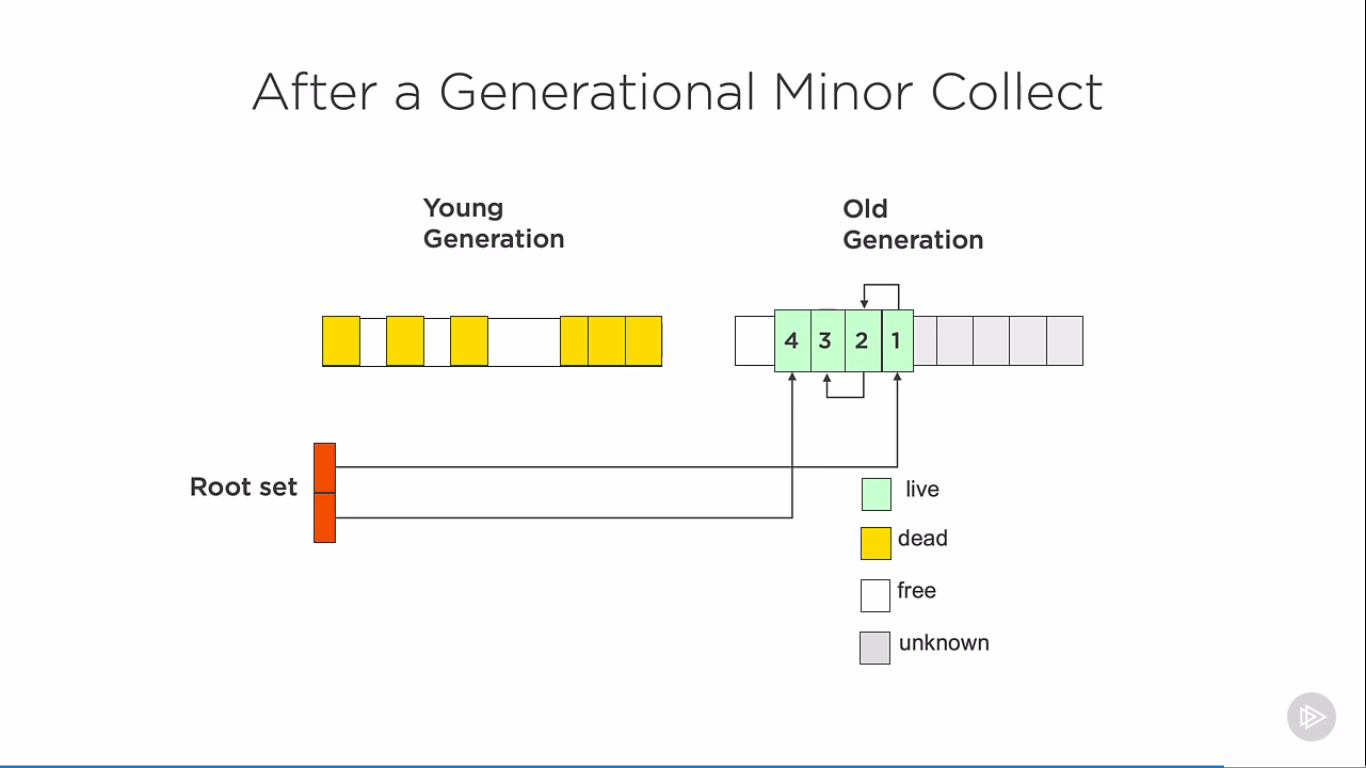 After a Generational Minor Collect
Young
Generation
Old
Generation
4 3 2 1
Root set
live
dead
free
unknown